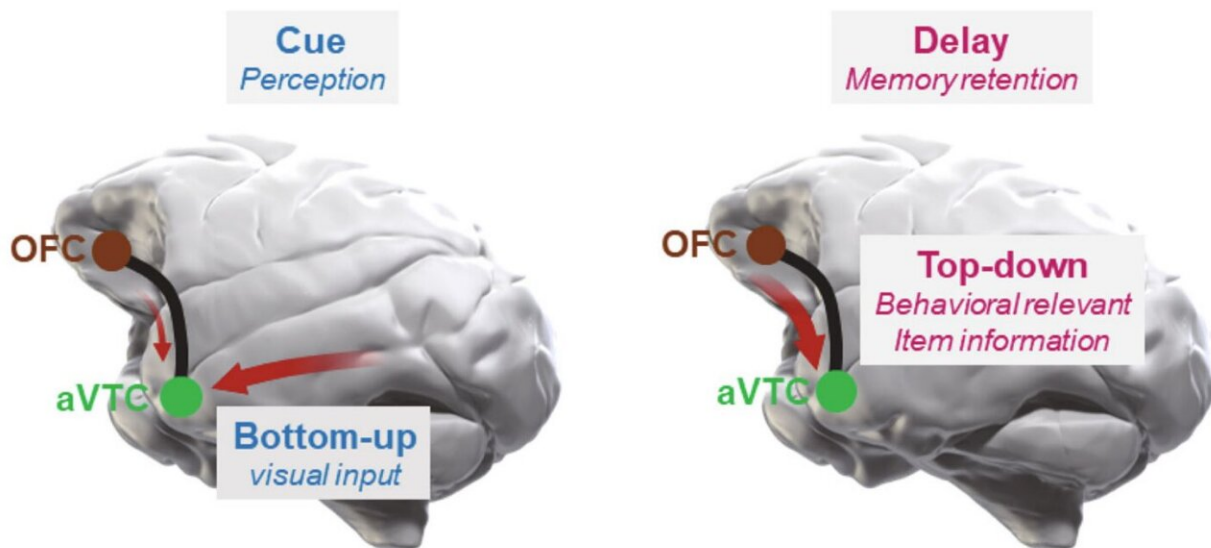 Cue
Perception
OFC
aVTC
Bottom-up
visual input
Delay
Memory retention
OFC
Top-down
Behavioral relevant
Item information
aVTC